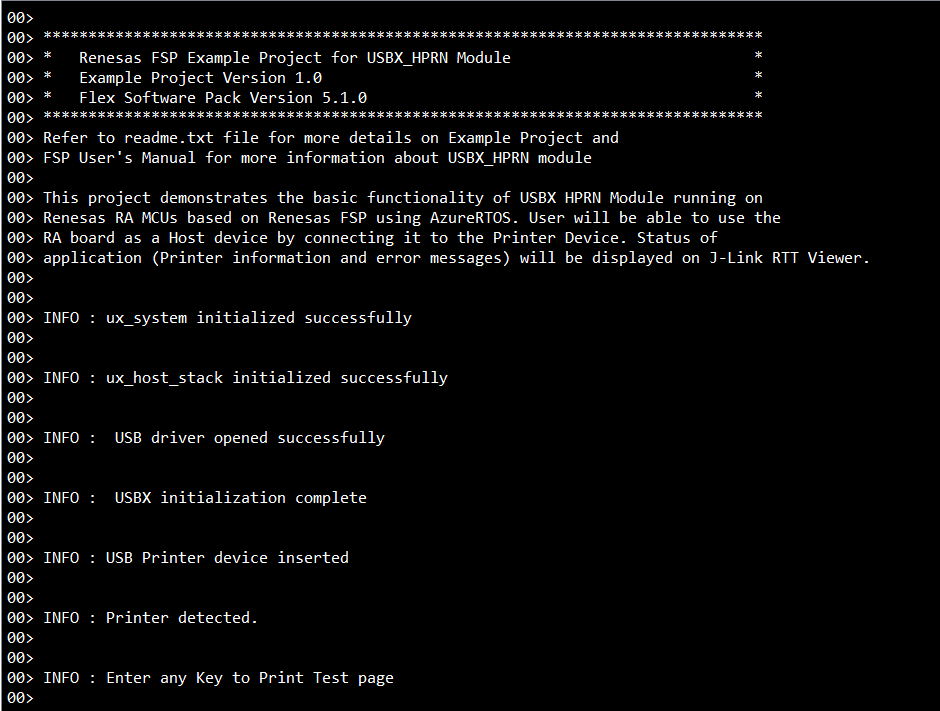 00>
00> ********************************************************************************
00> *   Renesas FSP Example Project for USBX_HPRN Module                           *
00> *   Example Project Version 1.0                                                *
00> *   Flex Software Pack Version 5.1.0                                           *
00> ********************************************************************************
00> Refer to readme.txt file for more details on Example Project and
00> FSP User's Manual for more information about USBX_HPRN module
00>
00> This project demonstrates the basic functionality of USBX HPRN Module running on
00> Renesas RA MCUs based on Renesas FSP using AzureRTOS. User will be able to use the
00> RA board as a Host device by connecting it to the Printer Device. Status of
00> application (Printer information and error messages) will be displayed on J-Link RTT Viewer.
00>
00>
00> INFO : ux_system initialized successfully
00>
00>
00> INFO : ux_host_stack initialized successfully
00>
00>
00> INFO :  USB driver opened successfully
00>
00>
00> INFO :  USBX initialization complete
00>
00>
00> INFO : USB Printer device inserted
00>
00>
00> INFO : Printer detected.
00>
00>
00> INFO : Enter any Key to Print Test page
00>